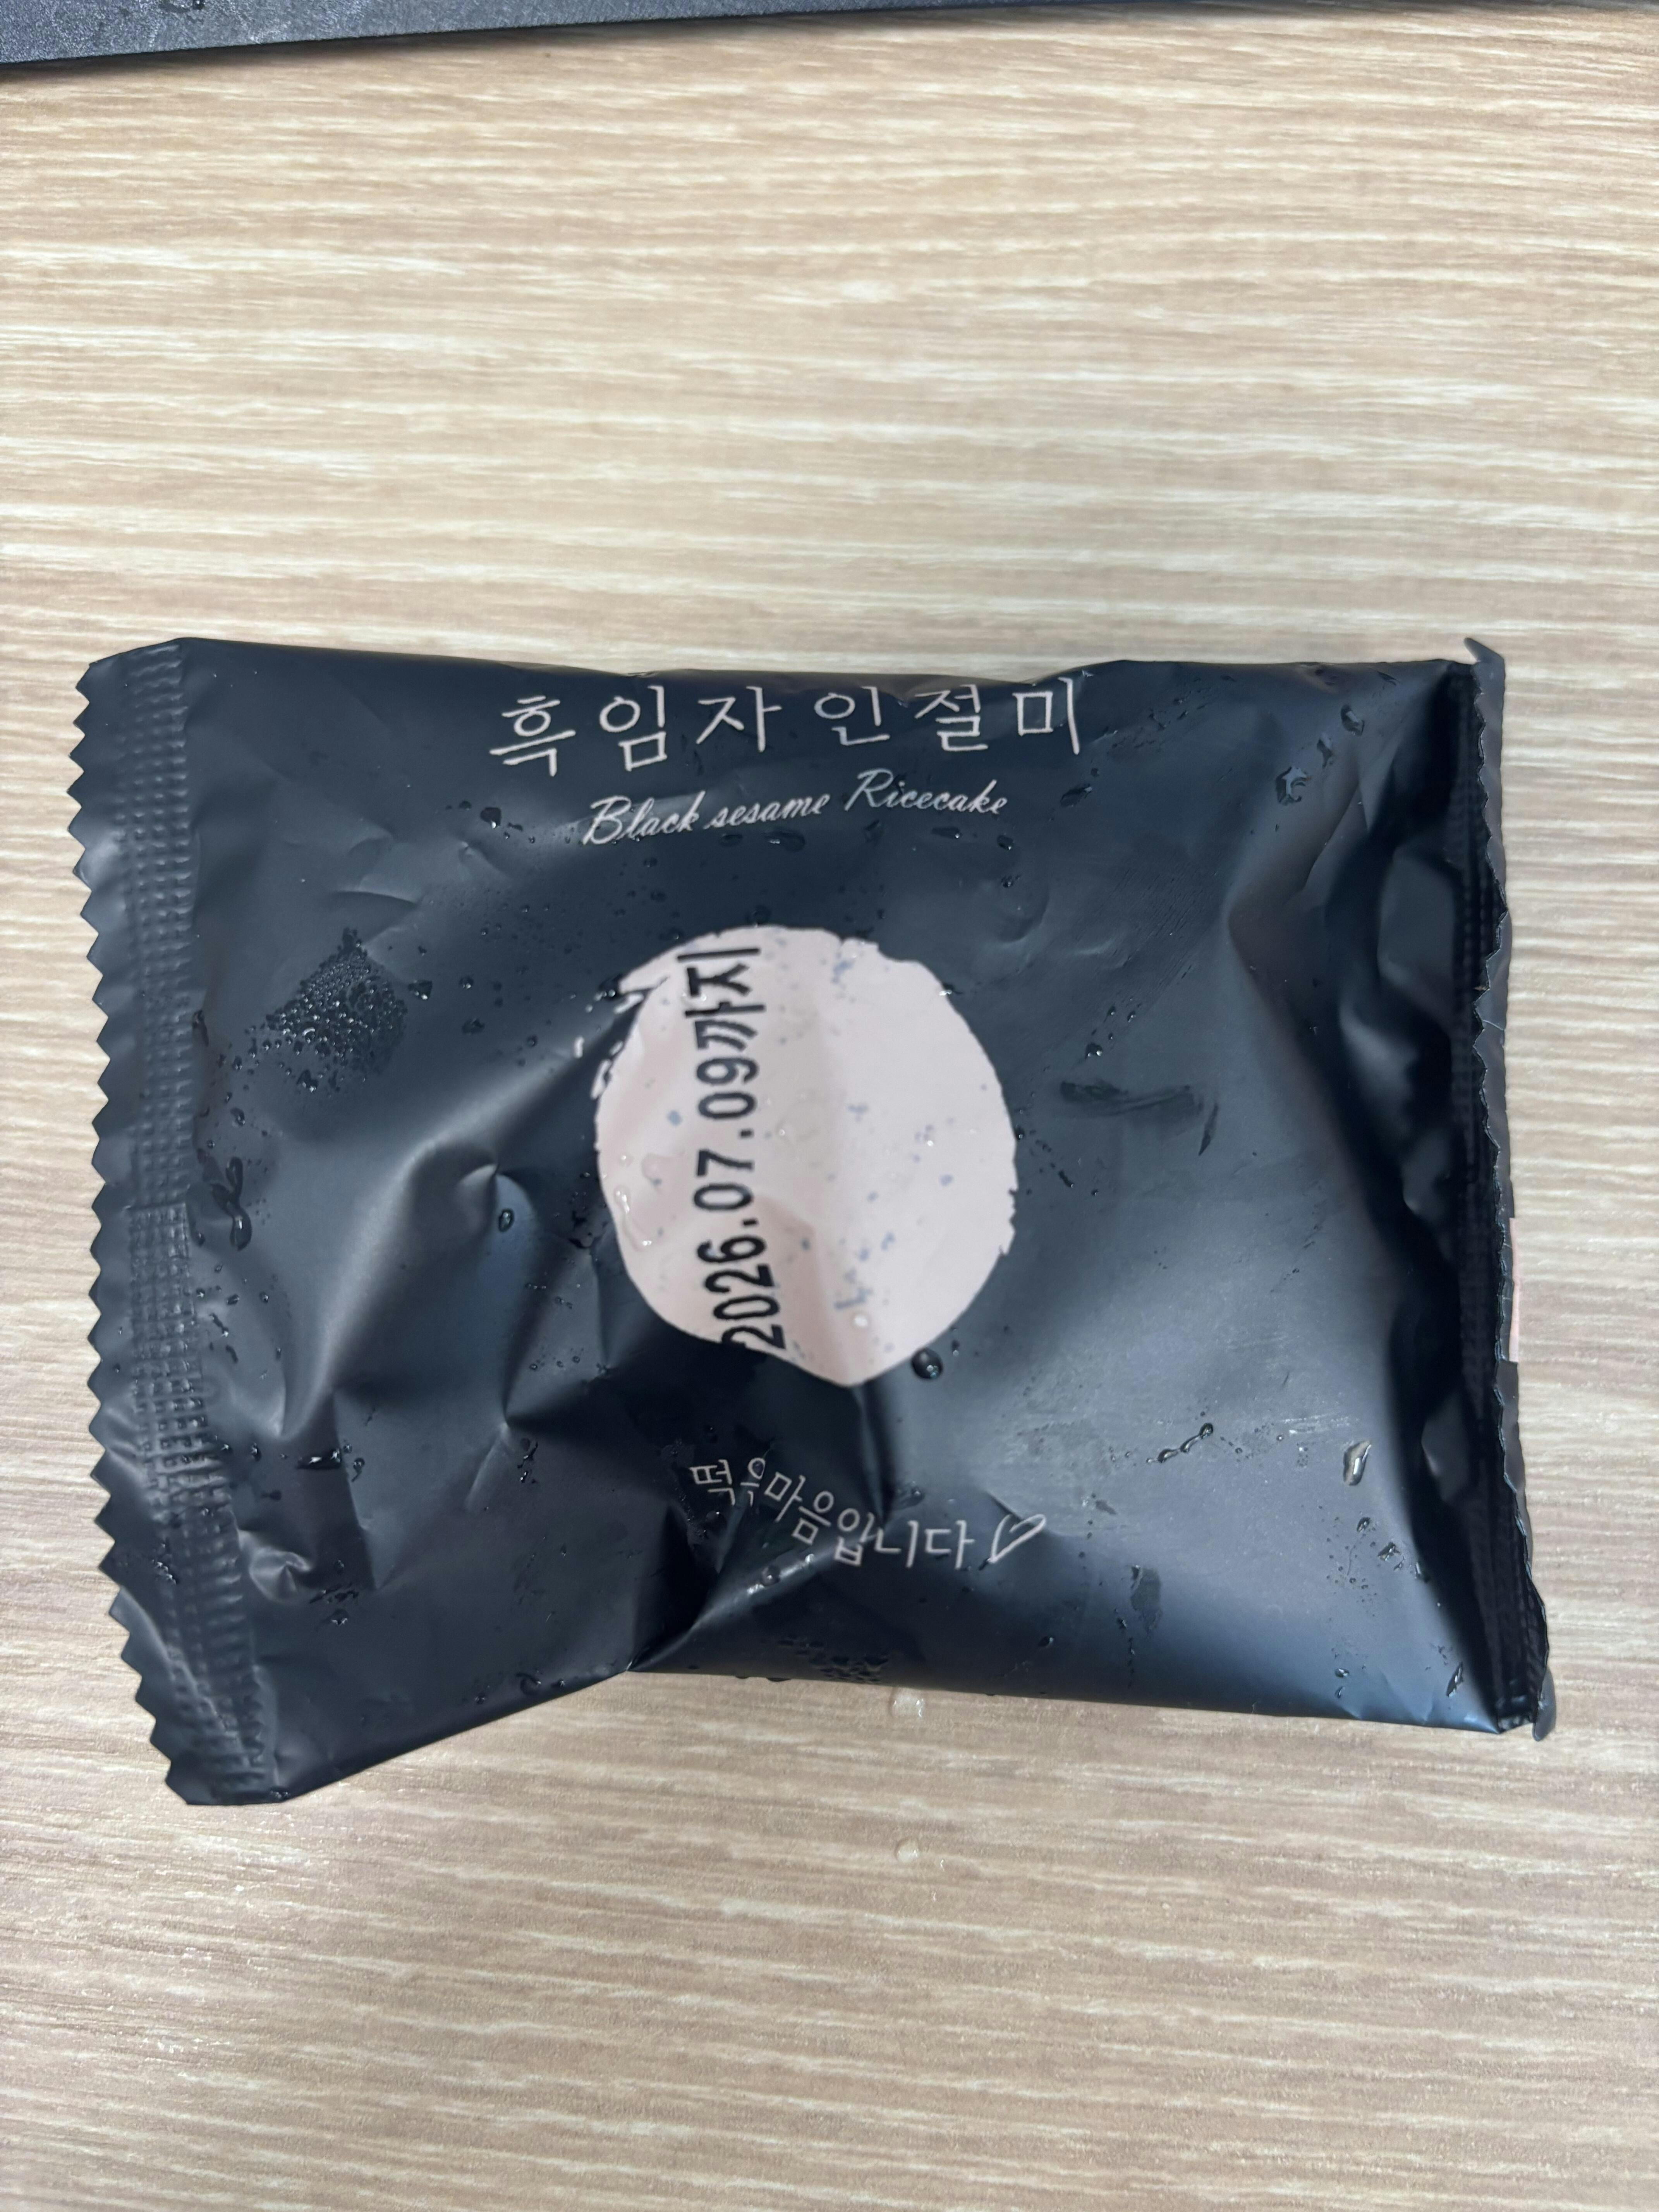 흑임자 인절미
Black sesame Ricecake
2026.07.09까지
떡은마음입니다